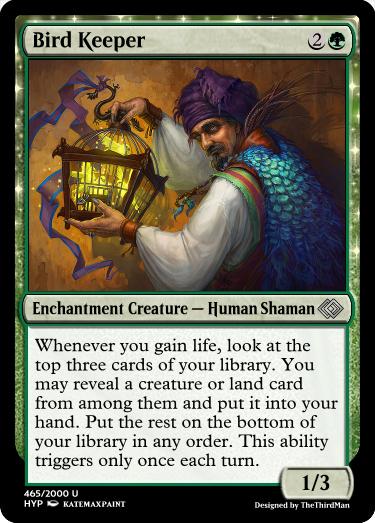 Bird Keeper 2
Enchantment Creature — Human Shaman
Whenever you gain life, look at the
top three cards of your library. You
may reveal a creature or land card
from among them and put it into your
hand. Put the rest on the bottom of
your library in any order. This ability
triggers only once each turn.
1/3
465/2000 U
HYP KATEMAXPAINT
Designed by TheThirdMan